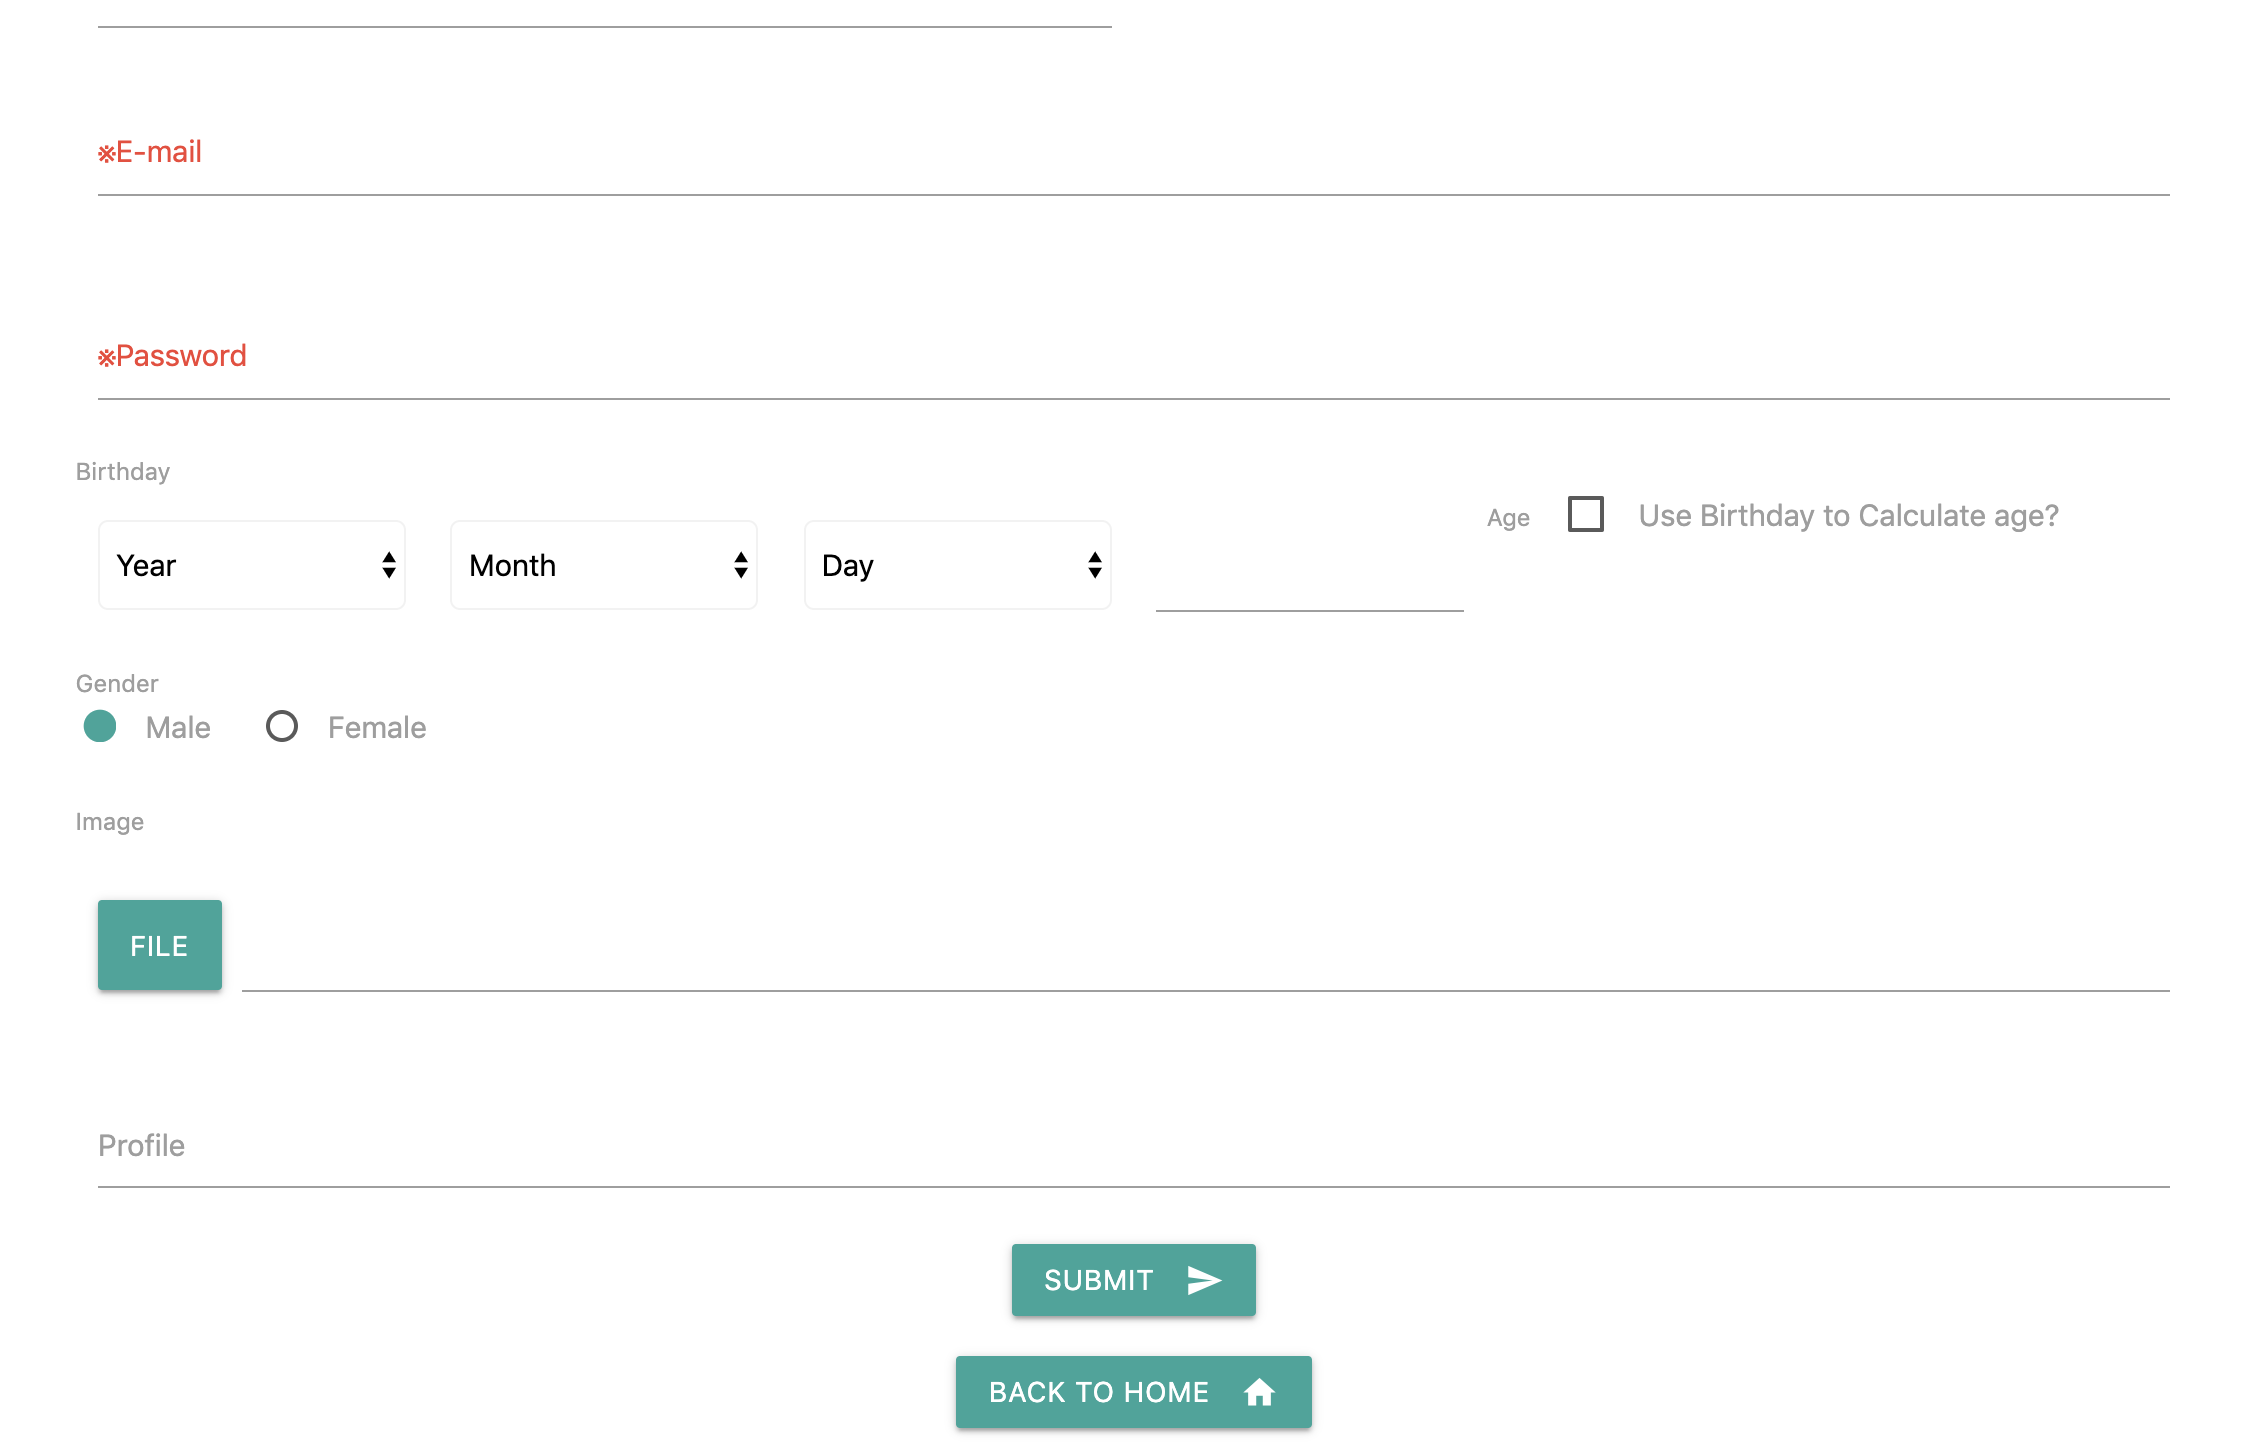 ※E-mail
※Password
Birthday
Age Use Birthday to Calculate age?
Year Month Day
Gender
Male Female
Image
FILE
Profile
SUBMIT
BACK TO HOME